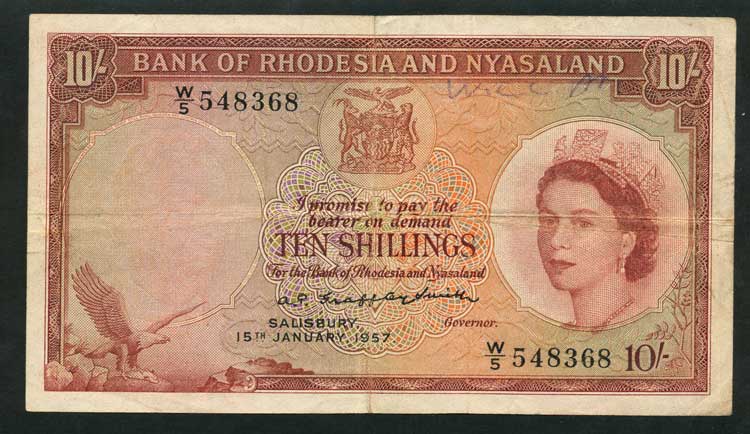 10/- BANK OF RHODESIA AND NYASALAND 10/-
W/5 548368
I promise to pay the
bearer on demand
TEN SHILLINGS
for the Bank of Rhodesia and Nyasaland
SALISBURY, Governor.
15TH JANUARY, 1957
W/5 548368 10/-